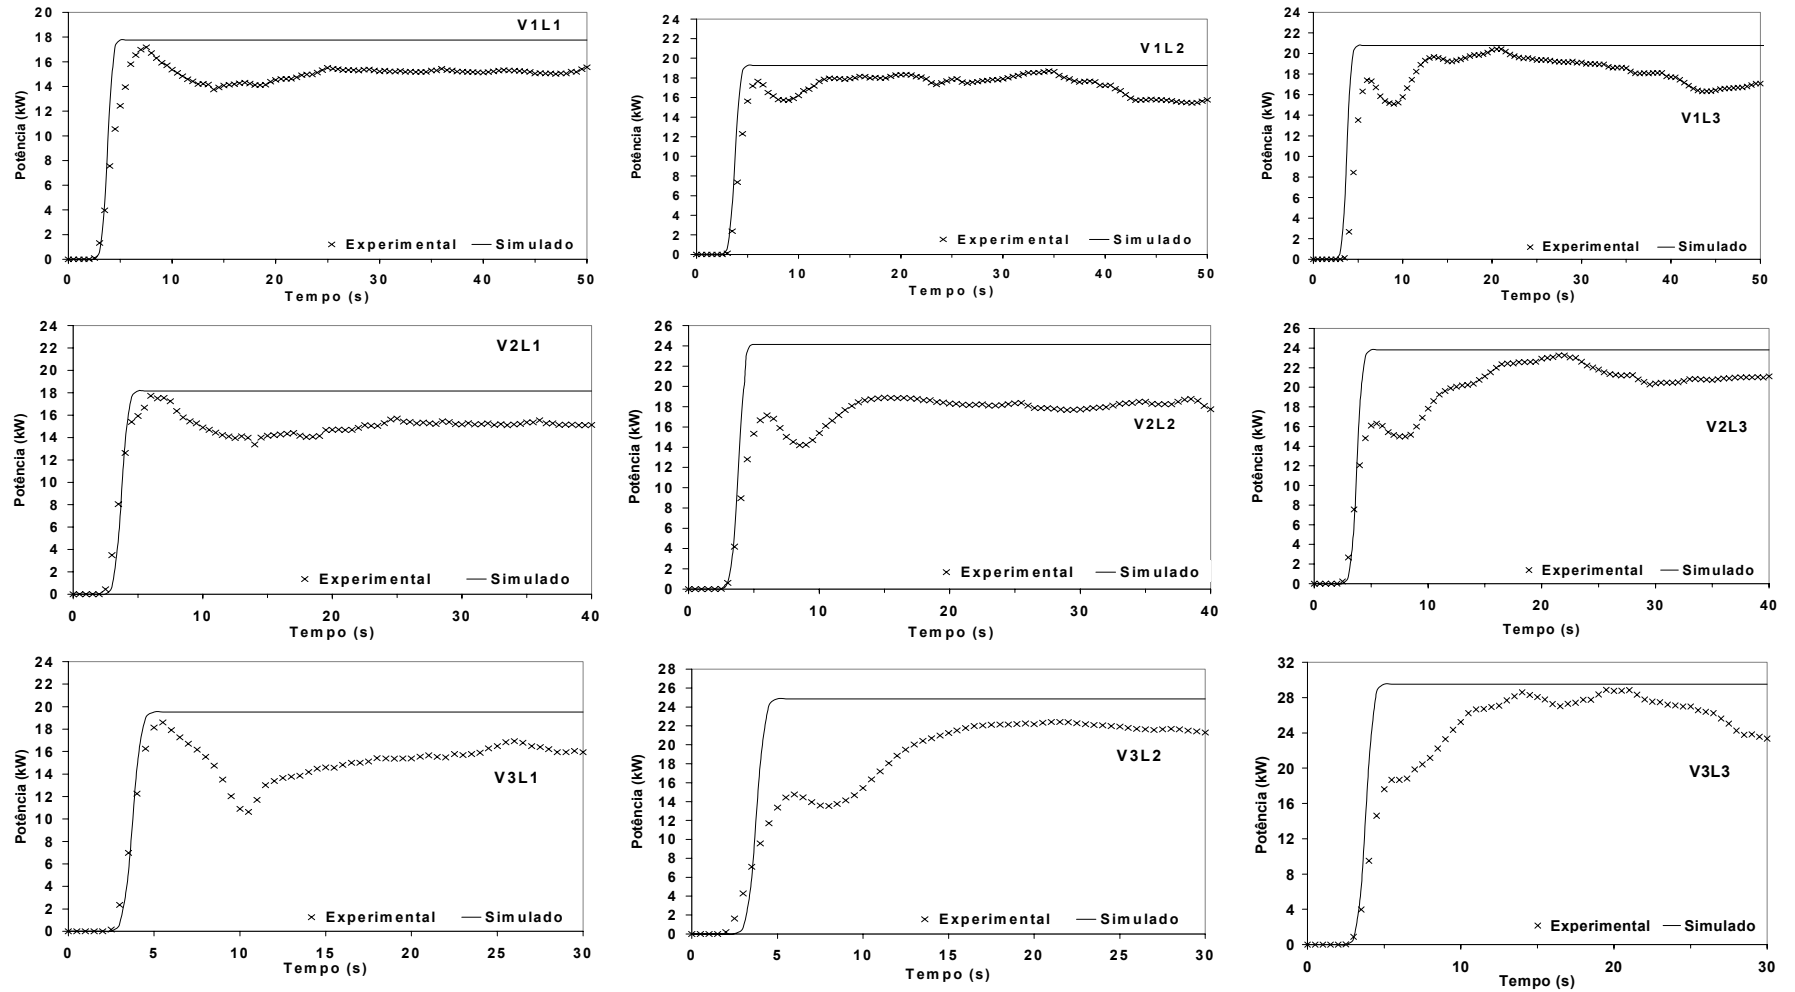 V1L1
20
18
16
14
12
10
8
6
4
2
0
Potência (kW)
× Experimental — Simulado
0 10 20 30 40 50
Tempo (s)
V1L2
24
22
20
18
16
14
12
10
8
6
4
2
0
Potência (kW)
× Experimental — Simulado
0 10 20 30 40 50
Tempo (s)
24
22
20
18
16
14
12
10
8
6
4
2
0
Potência (kW)
V1L3
× Experimental — Simulado
0 10 20 30 40 50
Tempo (s)
V2L1
24
22
20
18
16
14
12
10
8
6
4
2
0
Potência (kW)
× Experimental — Simulado
0 10 20 30 40
Tempo (s)
26
24
22
20
18
16
14
12
10
8
6
4
2
0
Potência (kW)
V2L2
× Experimental — Simulado
0 10 20 30 40
Tempo (s)
26
24
22
20
18
16
14
12
10
8
6
4
2
0
Potência (kW)
V2L3
× Experimental — Simulado
0 10 20 30 40
Tempo (s)
24
22
20
18
16
14
12
10
8
6
4
2
0
Potência (kW)
V3L1
× Experimental — Simulado
0 5 10 15 20 25 30
Tempo (s)
28
26
24
22
20
18
16
14
12
10
8
6
4
2
0
Potência (kW)
V3L2
× Experimental — Simulado
0 5 10 15 20 25 30
Tempo (s)
32
28
24
20
16
12
8
4
0
Potência (kW)
V3L3
× Experimental — Simulado
0 10 20 30
Tempo (s)